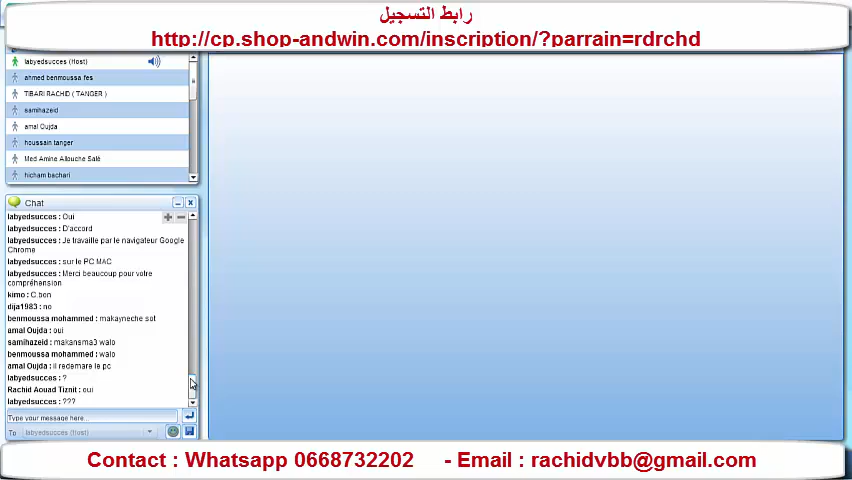 رابط التسجيل
http://cp.shop-andwin.com/inscription/?parrain=rdrchd
labyedsucces (Host)
ahmed benmoussa fes
TIBARI RACHID ( TANGER )
samihazeid
amal Oujda
houssain tanger
Med Amine Allouche Salé
hicham bachari
Chat
labyedsucces : Oui
labyedsucces : D'accord
labyedsucces : Je travaille par le navigateur Google
Chrome
labyedsucces : sur le PC MAC
labyedsucces : Merci beaucoup pour votre
compréhension
kimo : C.bon
dija1983 : no
benmoussa mohammed : makayneche sot
amal Oujda : oui
samihazeid : makansma3 walo
benmoussa mohammed : walo
amal Oujda : il redemare le pc
labyedsucces : ?
Rachid Aouad Tiznit : oui
labyedsucces : ???
Type your message here..
To labyedsucces (Host)
Contact : Whatsapp 0668732202 - Email : rachidvbb@gmail.com